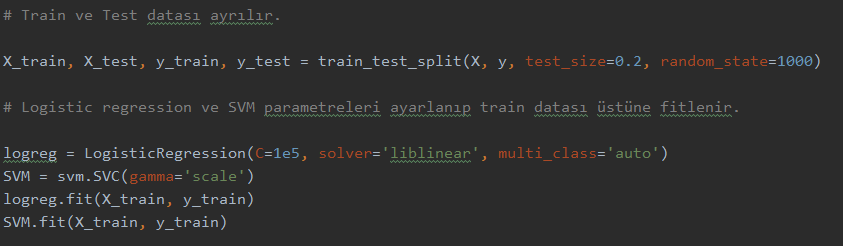 # Train ve Test datası ayrılır.
X_train, X_test, y_train, y_test = train_test_split(X, y, test_size=0.2, random_state=1000)
# Logistic regression ve SVM parametreleri ayarlanıp train datası üstüne fitlenir.
logreg = LogisticRegression(C=1e5, solver='liblinear', multi_class='auto')
SVM = svm.SVC(gamma='scale')
logreg.fit(X_train, y_train)
SVM.fit(X_train, y_train)